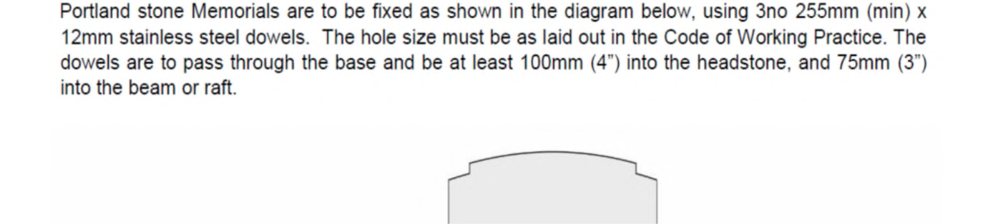 Portland stone Memorials are to be fixed as shown in the diagram below, using 3no 255mm (min) x
12mm stainless steel dowels.  The hole size must be as laid out in the Code of Working Practice. The
dowels are to pass through the base and be at least 100mm (4”) into the headstone, and 75mm (3”)
into the beam or raft.